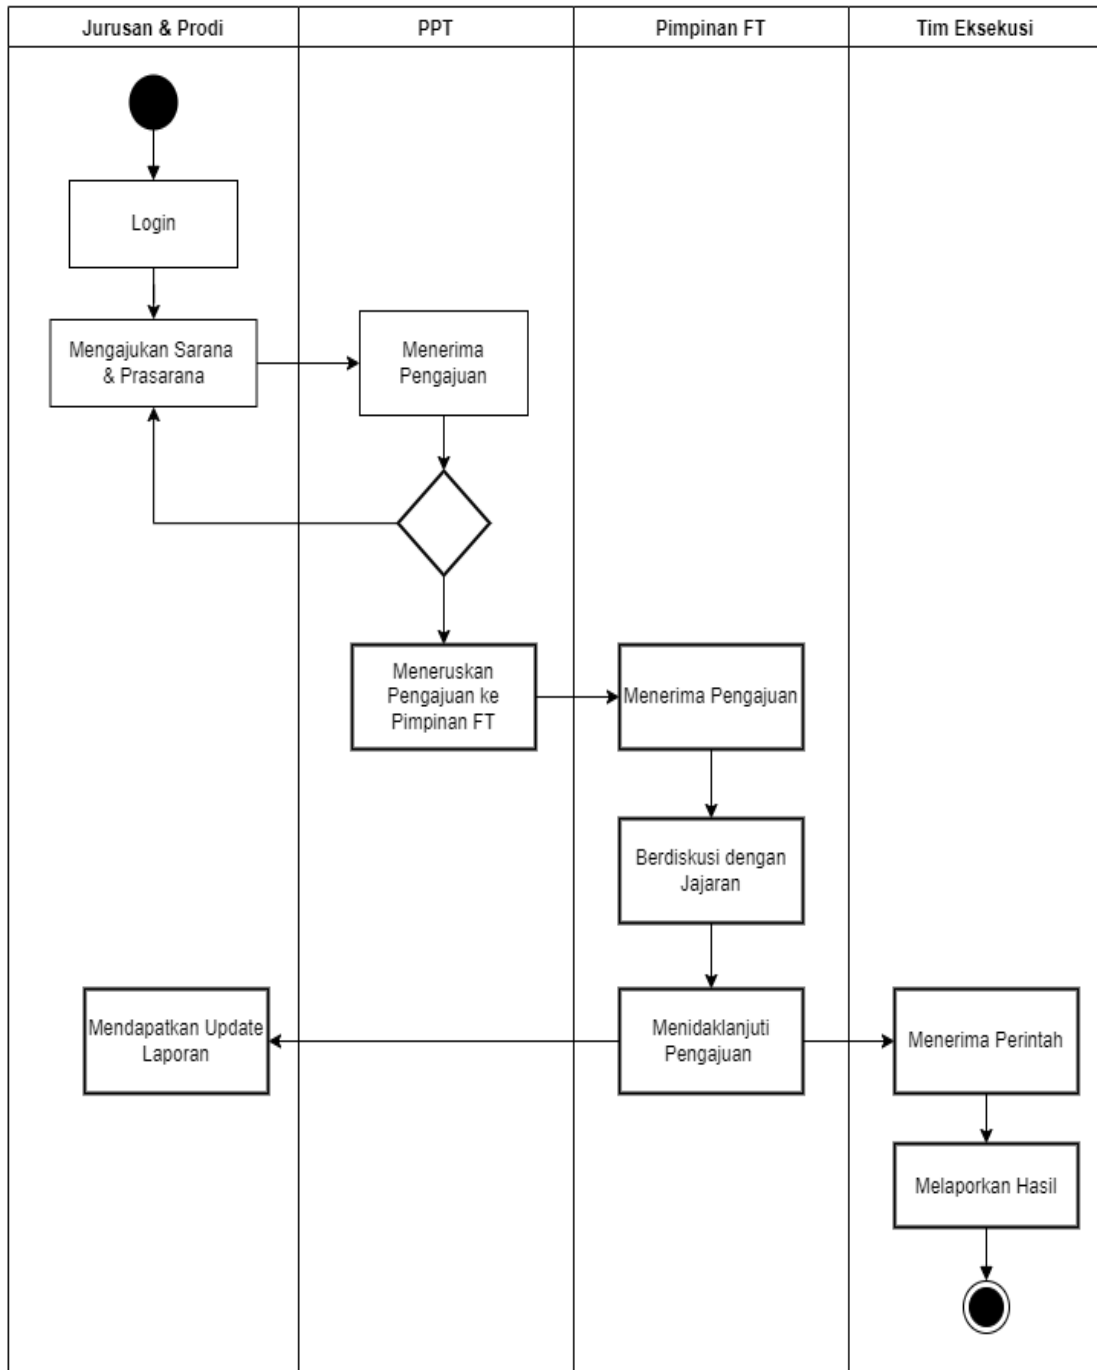 Jurusan & Prodi
PPT
Pimpinan FT
Tim Eksekusi
Login
Mengajukan Sarana
& Prasarana
Menerima
Pengajuan
Meneruskan
Pengajuan ke
Pimpinan FT
Menerima Pengajuan
Berdiskusi dengan
Jajaran
Mendapatkan Update
Laporan
Menidaklanjuti
Pengajuan
Menerima Perintah
Melaporkan Hasil